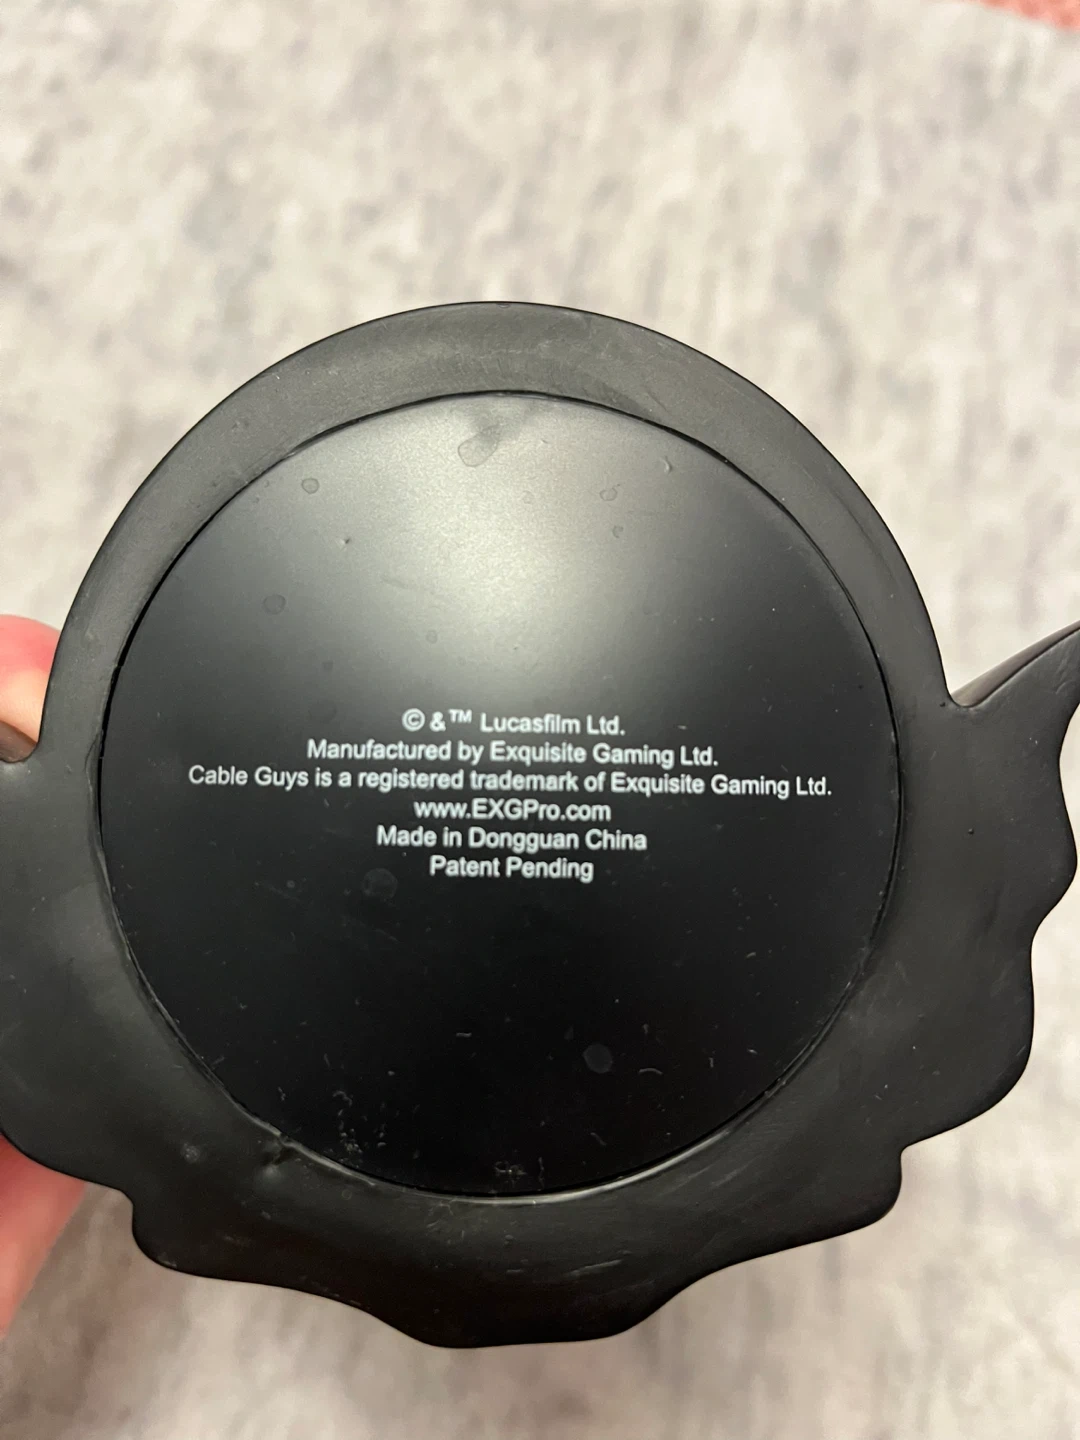 © &™ Lucasfilm Ltd.
Manufactured by Exquisite Gaming Ltd.
Cable Guys is a registered trademark of Exquisite Gaming Ltd.
www.EXGPro.com
Made in Dongguan China
Patent Pending